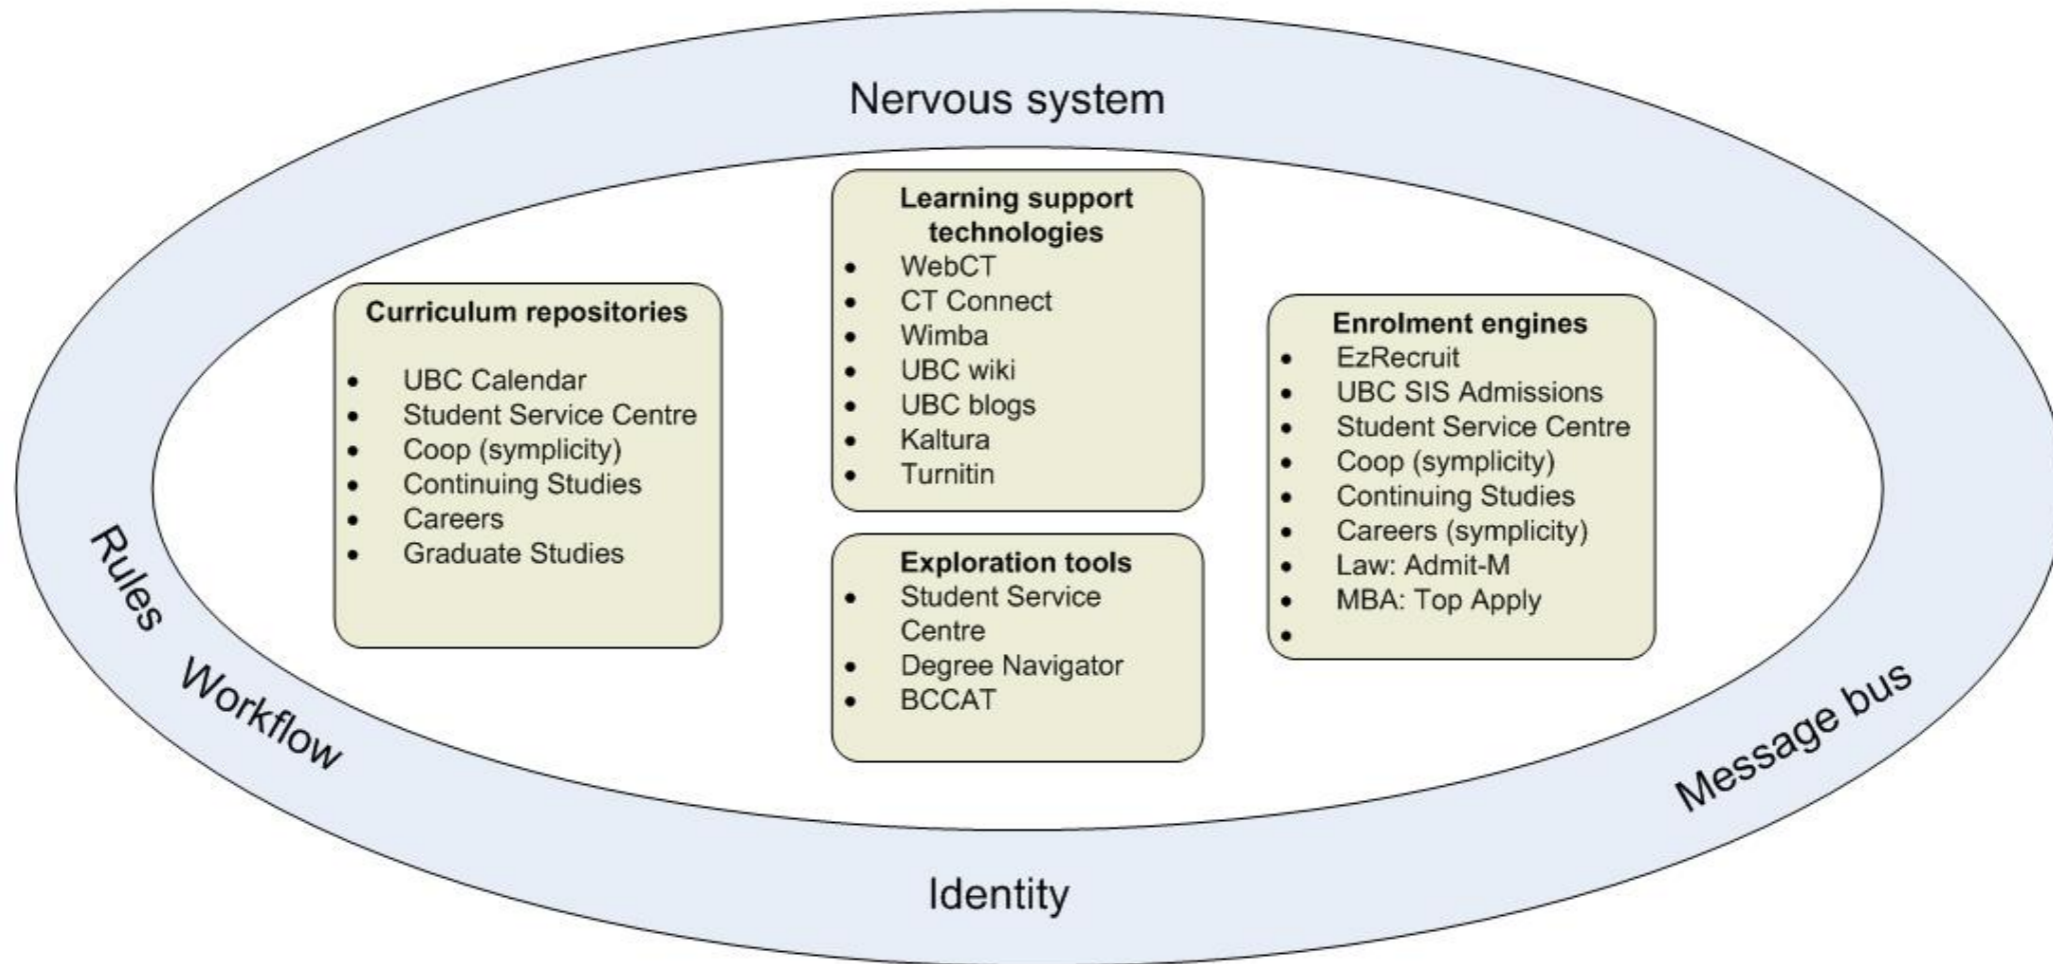 Nervous system
Learning support
technologies
• WebCT
• CT Connect
• Wimba
• UBC wiki
• UBC blogs
• Kaltura
• Turnitin
Curriculum repositories
• UBC Calendar
• Student Service Centre
• Coop (symplicity)
• Continuing Studies
• Careers
• Graduate Studies
Enrolment engines
• EzRecruit
• UBC SIS Admissions
• Student Service Centre
• Coop (symplicity)
• Continuing Studies
• Careers (symplicity)
• Law: Admit-M
• MBA: Top Apply
•
Exploration tools
• Student Service
Centre
• Degree Navigator
• BCCAT
Rules
Workflow
Identity
Message bus